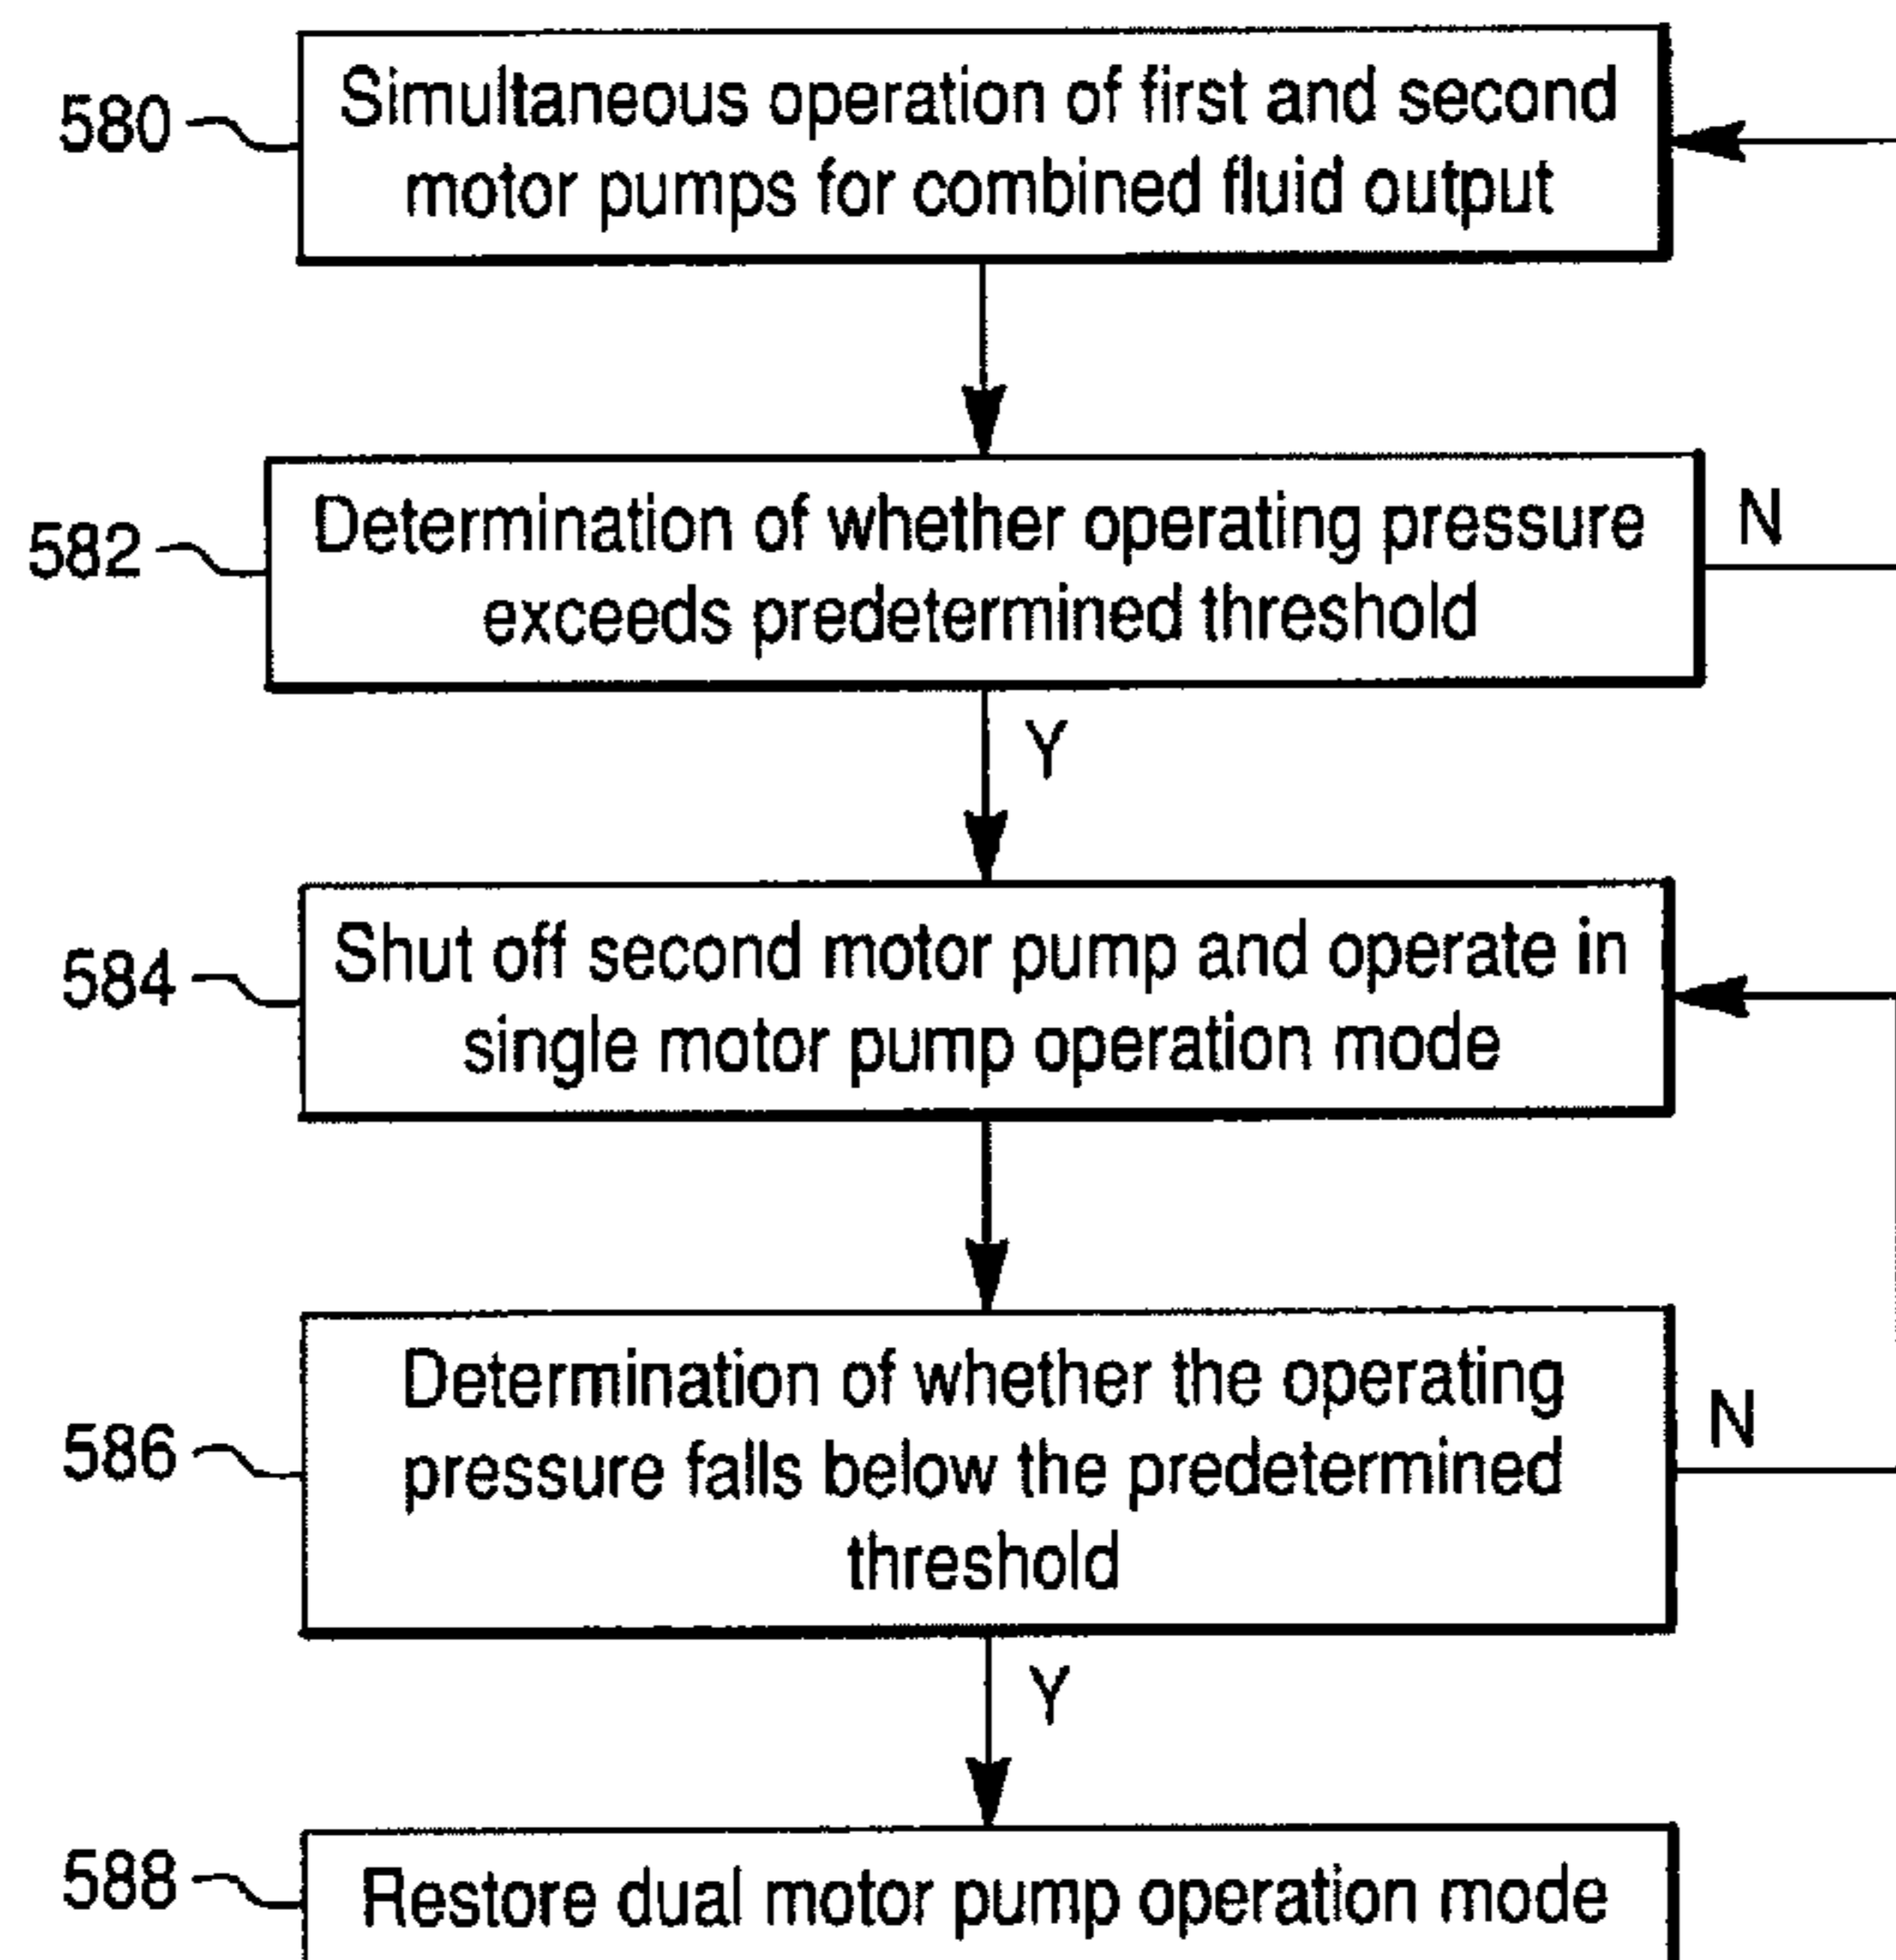 580
Simultaneous operation of first and second
motor pumps for combined fluid output
582
Determination of whether operating pressure
exceeds predetermined threshold
N
Y
584
Shut off second motor pump and operate in
single motor pump operation mode
586
Determination of whether the operating
pressure falls below the predetermined
threshold
N
Y
588
Restore dual motor pump operation mode